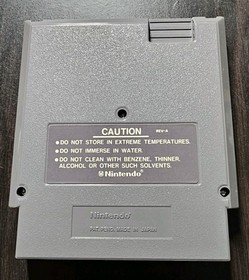 CAUTION REV-A
●DO NOT STORE IN EXTREME TEMPERATURES.
●DO NOT IMMERSE IN WATER.
●DO NOT CLEAN WITH BENZENE, THINNER,
ALCOHOL OR OTHER SUCH SOLVENTS.
Nintendo
Nintendo
MADE IN JAPAN